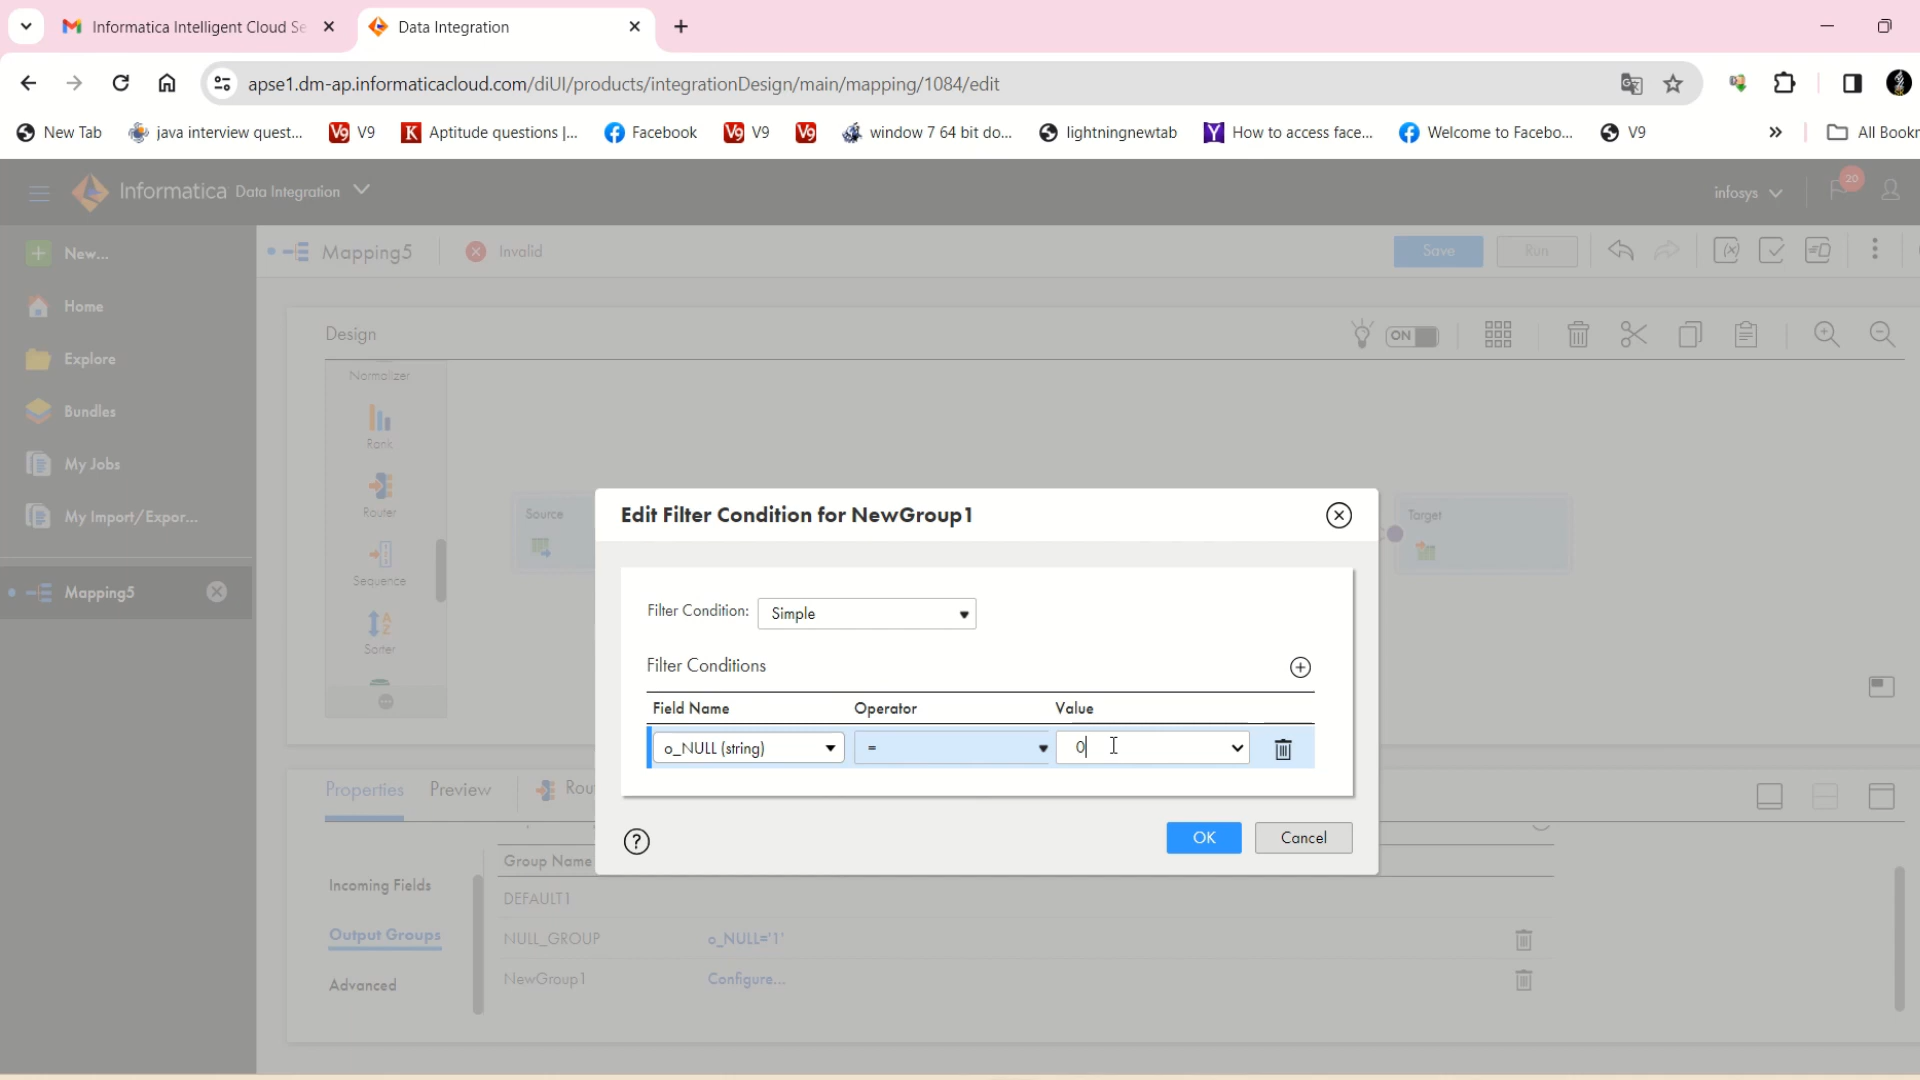 Informatica Intelligent Cloud Se
Data Integration
apse1.dm-ap.informaticacloud.com/diUI/products/integrationDesign/main/mapping/1084/edit
New Tab
java interview quest...
V9
Aptitude questions |...
Facebook
V9
window 7 64 bit do...
lightningnewtab
How to access face...
Welcome to Facebo...
V9
»
All Bookr
Informatica Data Integration
infosys
20
New...
Home
Explore
Bundles
My Jobs
My Import/Expor...
Mapping5
Mapping5
Invalid
Save
Run
Design
ON
Normalizer
Rank
Router
Sequence
Sorter
Source
Target
Edit Filter Condition for NewGroup1
Filter Condition: Simple
Filter Conditions
Field Name Operator Value
o_NULL (string) = 0
OK
Cancel
Properties
Preview
Rou
Incoming Fields
Output Groups
Advanced
Group Name
DEFAULT1
NULL_GROUP o_NULL='1'
NewGroup1 Configure...